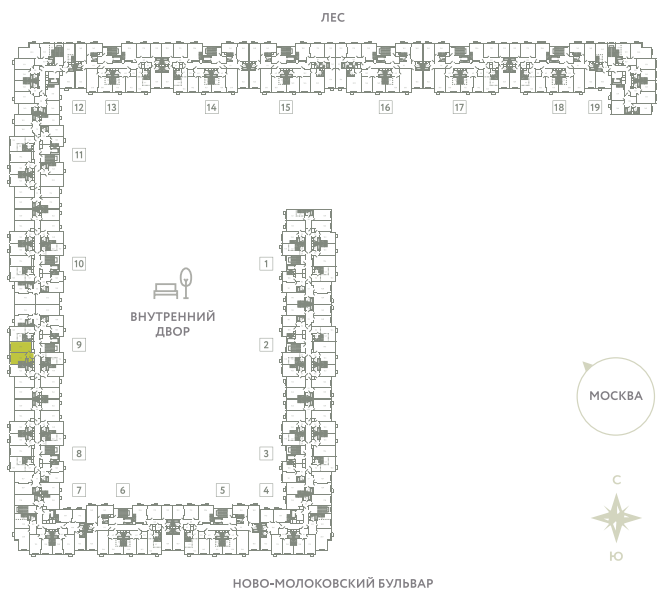 ЛЕС
12 13 14 15 16 17 18 19
11
10 1
ВНУТРЕННИЙ
ДВОР
9 2
МОСКВА
8 3
7 6 5 4
С
Ю
НОВО-МОЛОКОВСКИЙ БУЛЬВАР